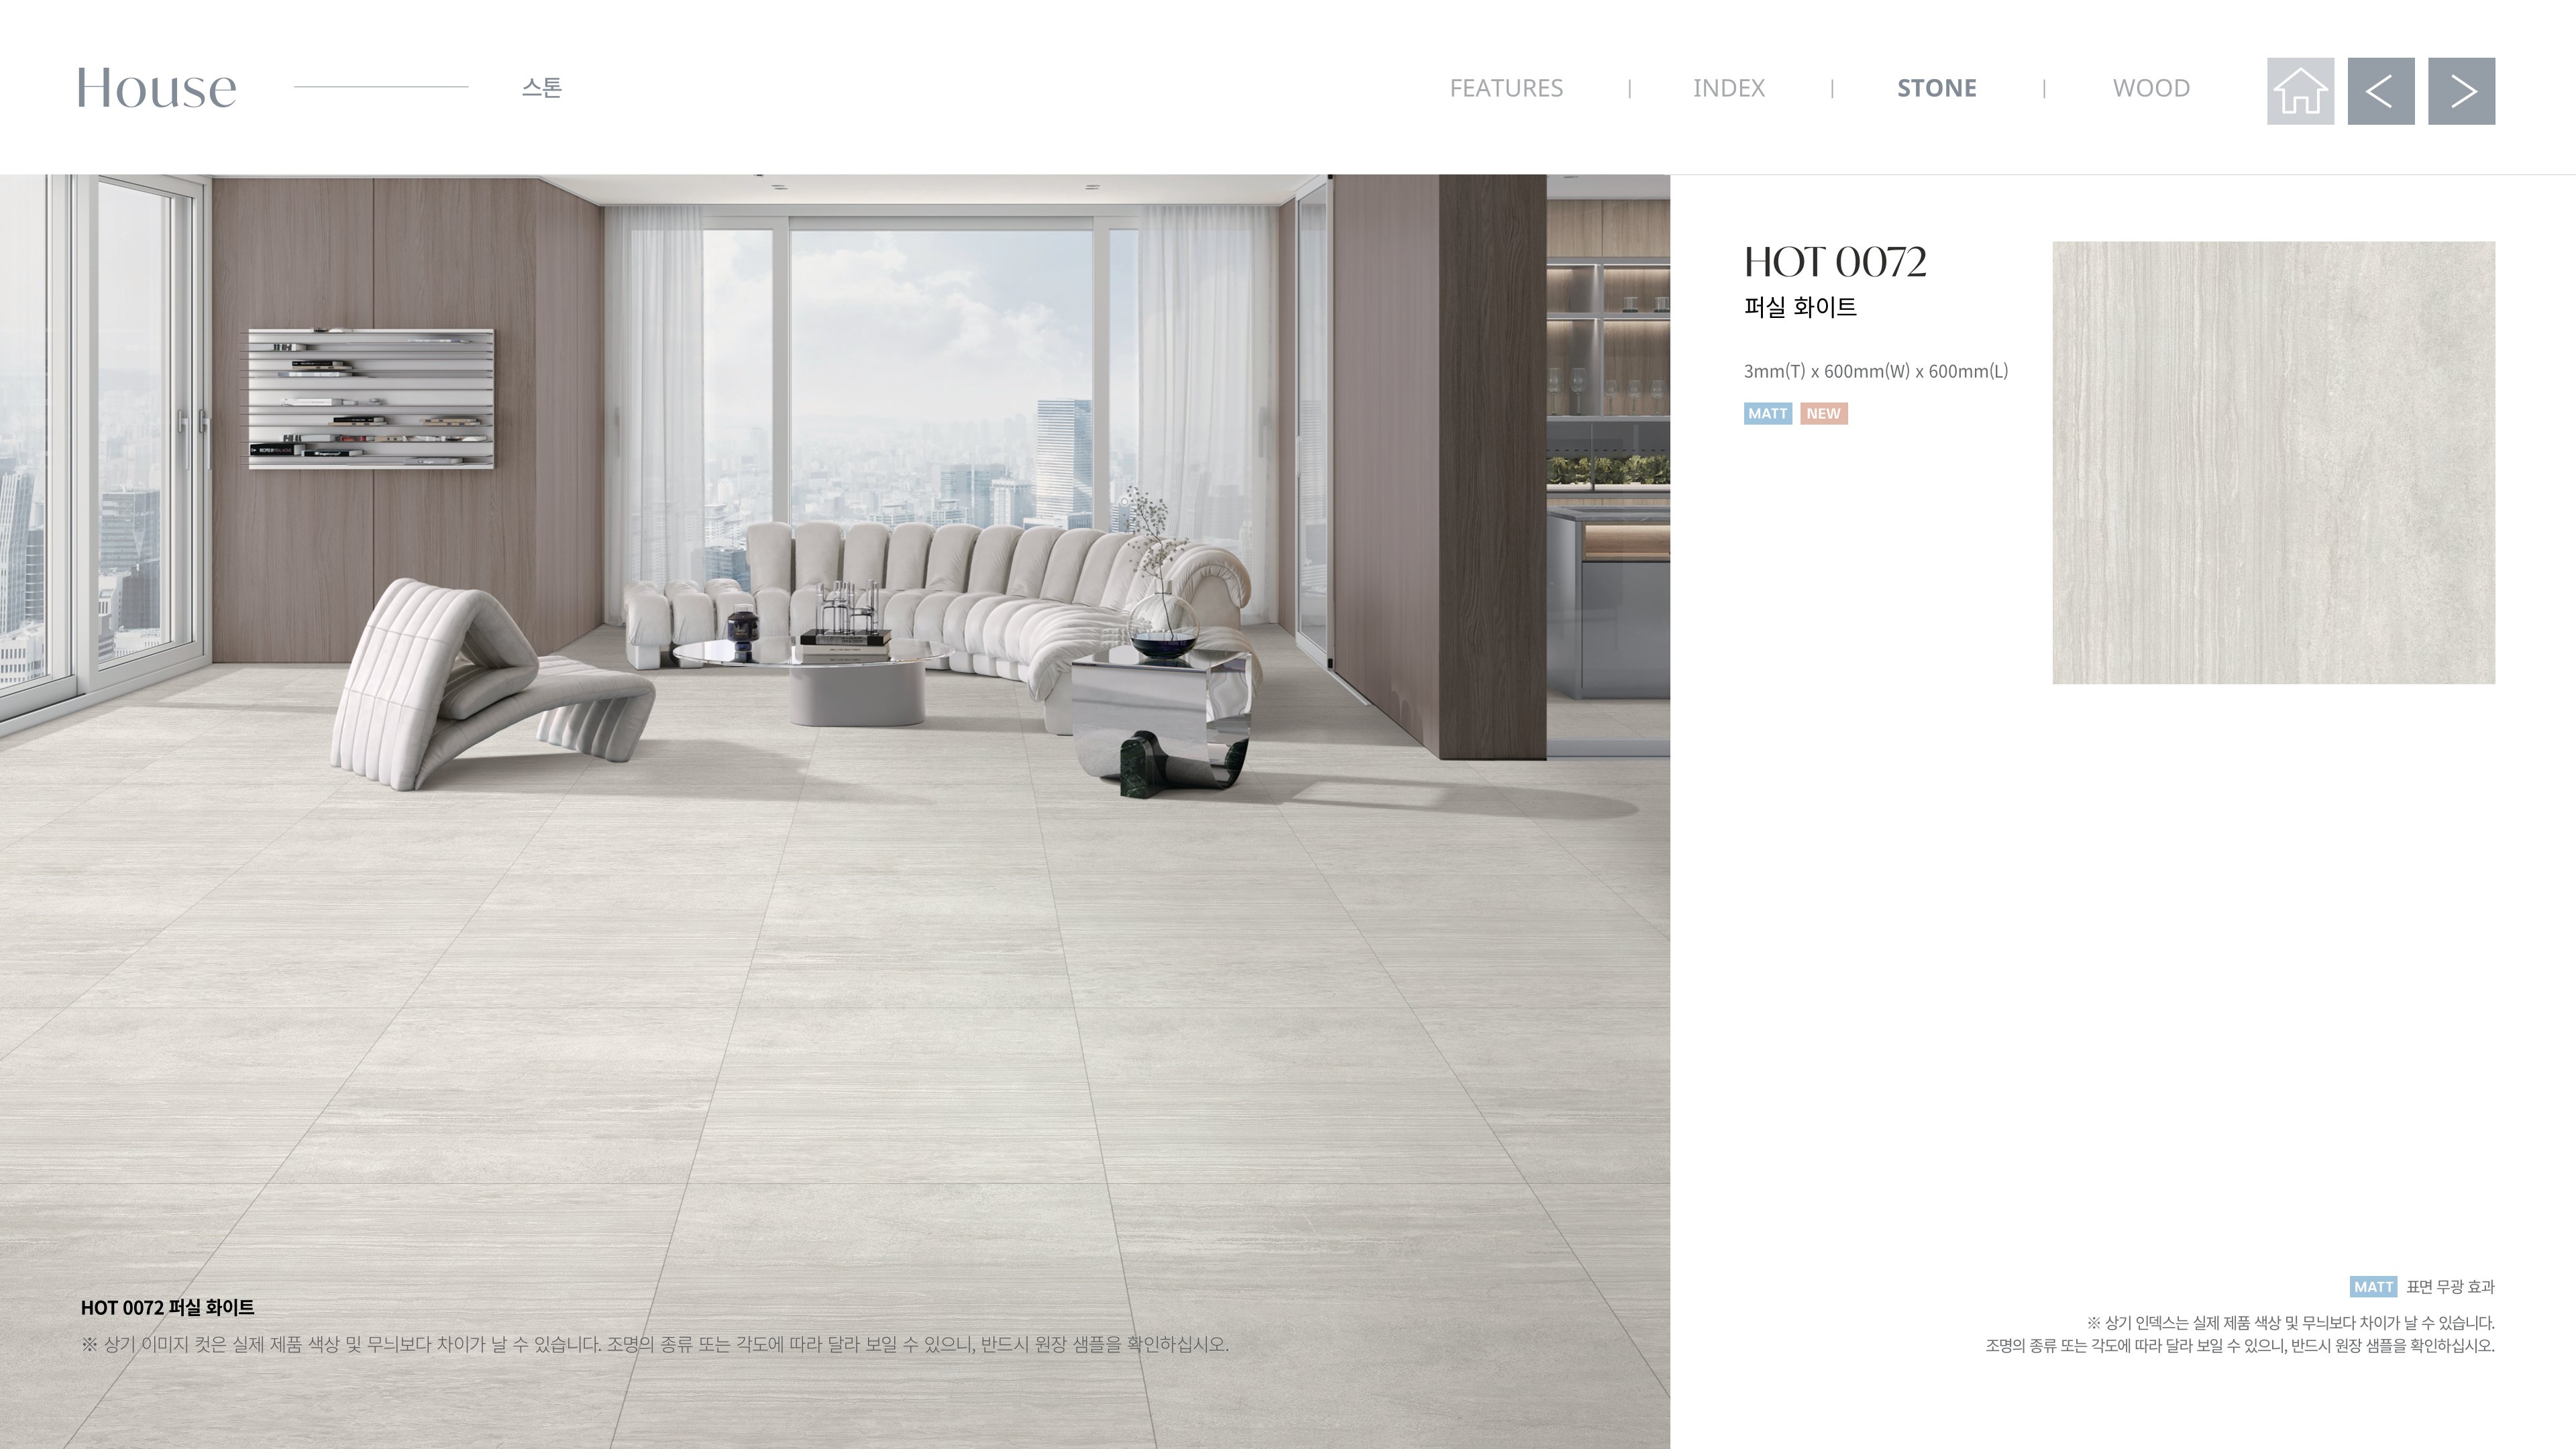 House
스톤
FEATURES | INDEX | STONE | WOOD
HOT 0072
퍼실 화이트
3mm(T) x 600mm(W) x 600mm(L)
MATT NEW
HOT 0072 퍼실 화이트
※ 상기 이미지 컷은 실제 제품 색상 및 무늬보다 차이가 날 수 있습니다. 조명의 종류 또는 각도에 따라 달라 보일 수 있으니, 반드시 원장 샘플을 확인하십시오.
MATT 표면 무광 효과
※ 상기 인덱스는 실제 제품 색상 및 무늬보다 차이가 날 수 있습니다.
조명의 종류 또는 각도에 따라 달라 보일 수 있으니, 반드시 원장 샘플을 확인하십시오.